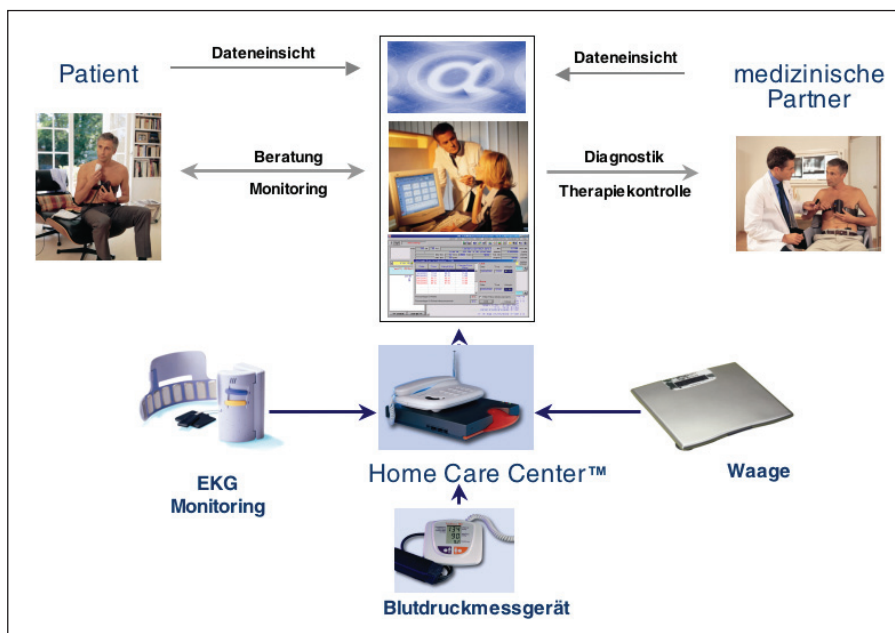 Dateneinsicht
Dateneinsicht
Patient
medizinische
Partner
@
Beratung
Monitoring
Diagnostik
Therapiekontrolle
EKG
Monitoring
Home Care Center™
Waage
Blutdruckmessgerät